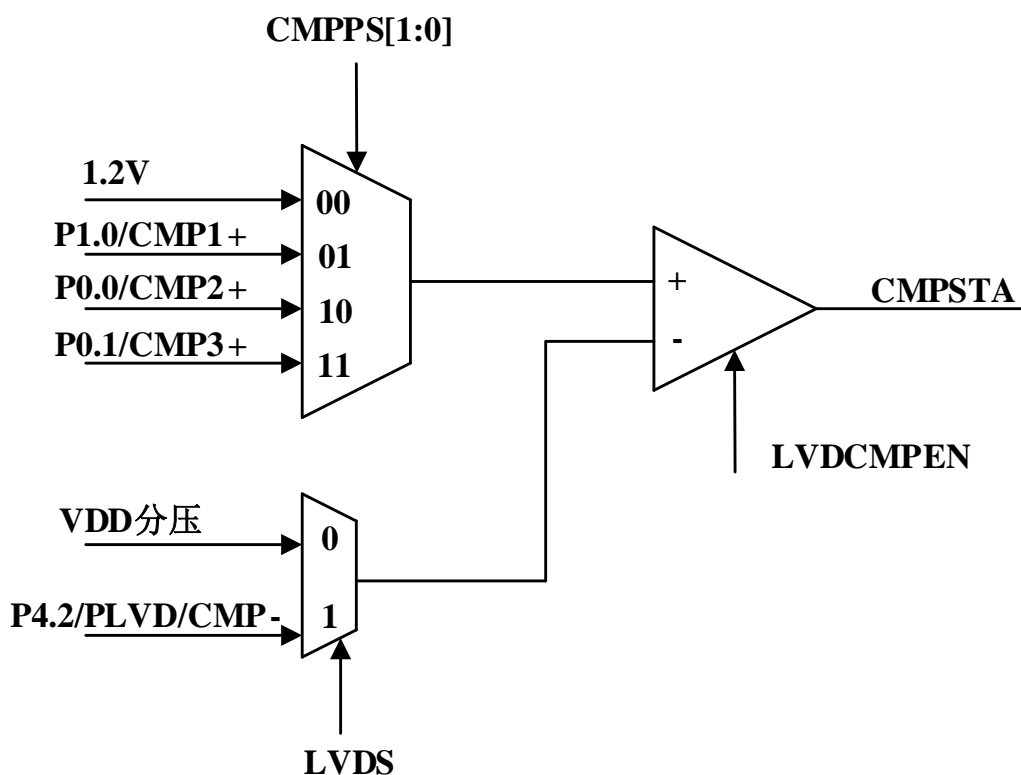 CMPPS[1:0]
1.2V
00
P1.0/CMP1+
01
P0.0/CMP2+
10
P0.1/CMP3+
11
+
-
CMPSTA
LVDCMPEN
VDD分压
0
P4.2/PLVD/CMP-
1
LVDS